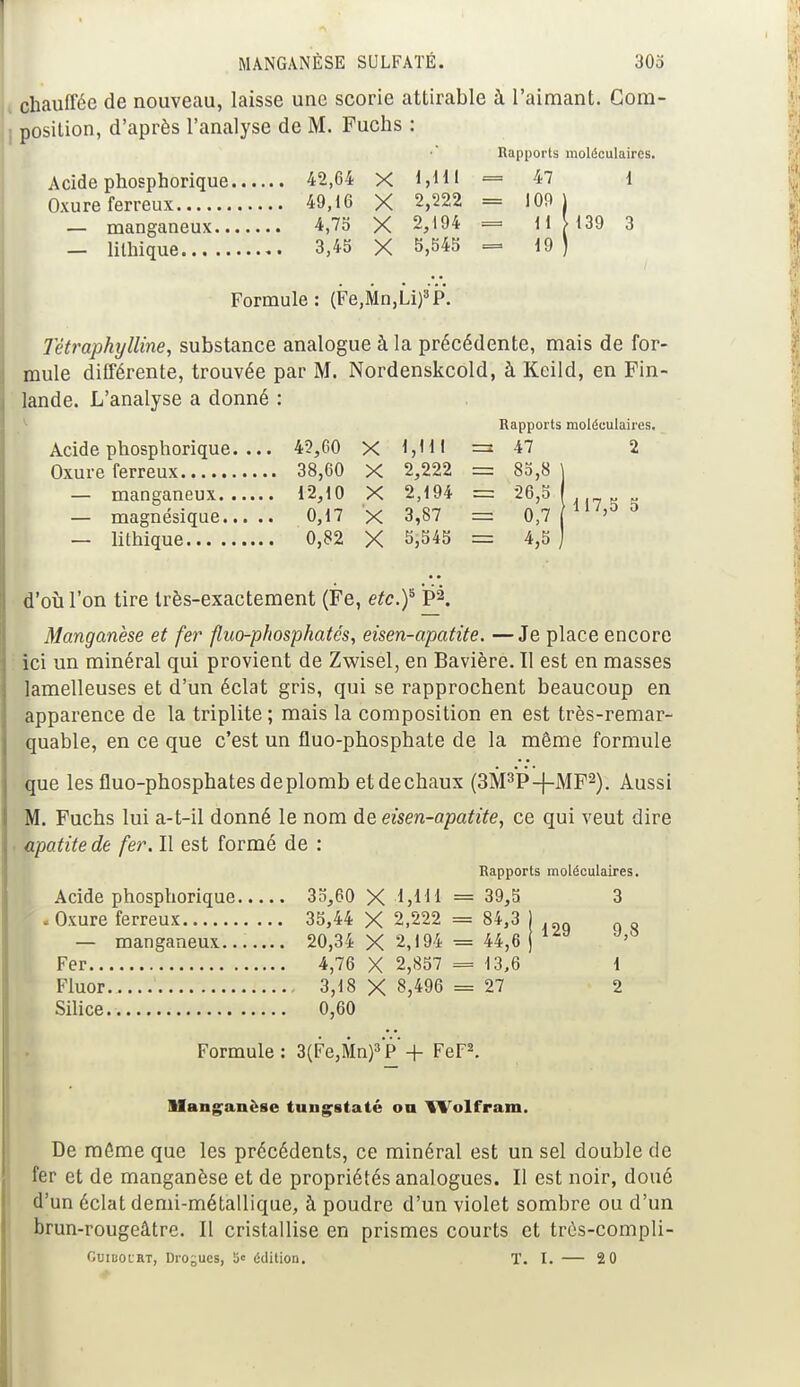 MANGANÈSE SULFATÉ. 305
chauffée de nouveau, laisse une scorie attirable à l'aimant. Com-
position, d'après l'analyse de M. Fuchs :
Rapports moléculaires.
Acide phosphorique...... 42,64 X 1,111 = 47 1
Oxure ferreux........... 49,16 X 2,222 = 109 }
— manganeux....... 4,75 X 2,194 = 11 } 139 3
— lithique.......... 3,45 X 5,545 = 19 }
Formule : (Fe,Mn,Li)³P.
Tétraphylline, substance analogue à la précédente, mais de for-
mule différente, trouvée par M. Nordenskcold, à Keild, en Fin-
lande. L'analyse a donné :
Rapports moléculaires.
Acide phosphorique.... 42,60 X 1,111 = 47 2
Oxure ferreux.......... 38,60 X 2,222 = 85,8 }
— manganeux...... 12,10 X 2,194 = 26,5 } 117,5 5
— magnésique..... 0,17 X 3,87 = 0,7 }
— lithique......... 0,82 X 5,545 = 4,5 }
d'où l'on tire très-exactement (Fe, etc.)⁵ P².
Manganèse et fer fluo-phosphatés, eisen-apatite. — Je place encore
ici un minéral qui provient de Zwisel, en Bavière. Il est en masses
lamelleuses et d'un éclat gris, qui se rapprochent beaucoup en
apparence de la triplite ; mais la composition en est très-remar-
quable, en ce que c'est un fluo-phosphate de la même formule
que les fluo-phosphates de plomb et de chaux (3M³P+MF²). Aussi
M. Fuchs lui a-t-il donné le nom de eisen-apatite, ce qui veut dire
apatite de fer. Il est formé de :
Rapports moléculaires.
Acide phosphorique..... 35,60 X 1,111 = 39,5 3
Oxure ferreux.......... 35,44 X 2,222 = 84,3 } 129 9,8
— manganeux....... 20,34 X 2,194 = 44,6 }
Fer.................... 4,76 X 2,857 = 13,6 1
Fluor.................. 3,18 X 8,496 = 27 2
Silice.................. 0,60
Formule : 3(Fe,Mn)³P + FeF².
Manganèse tungstaté ou Wolfram.
De même que les précédents, ce minéral est un sel double de
fer et de manganèse et de propriétés analogues. Il est noir, doué
d'un éclat demi-métallique, à poudre d'un violet sombre ou d'un
brun-rougeâtre. Il cristallise en prismes courts et très-compli-
GUIBOURT, Drogues, 5e édition. T. I. — 20